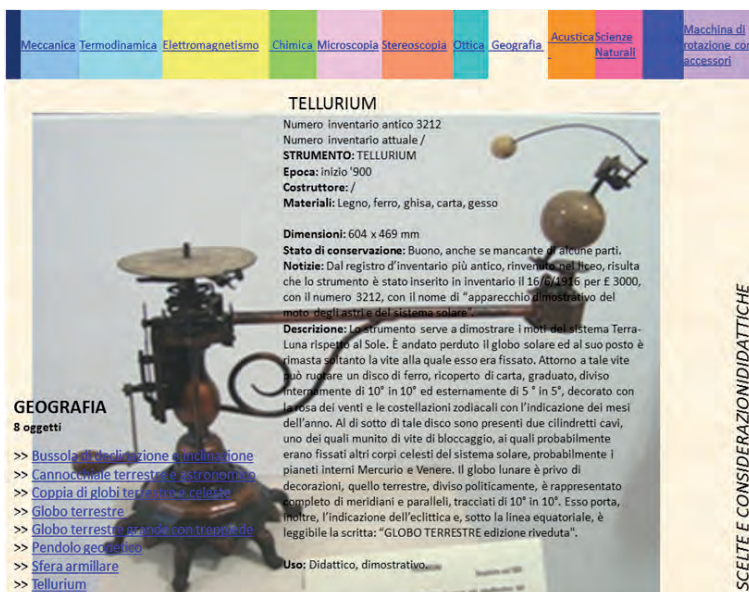 Meccanica Termodinamica Elettromagnetismo Chimica Microscopia Stereoscopia Ottica Geografia Acustica Scienze Naturali Macchina di rotazione con accessori
TELLURIUM
Numero inventario antico 3212
Numero inventario attuale /
STRUMENTO: TELLURIUM
Epoca: inizio '900
Costruttore: /
Materiali: Legno, ferro, ghisa, carta, gesso
Dimensioni: 604 x 469 mm
Stato di conservazione: Buono, anche se mancante di alcune parti.
Notizie: Dal registro d'inventario più antico, rinvenuto nel liceo, risulta
che lo strumento è stato inserito in inventario il 16/6/1916 per £ 3000,
con il numero 3212, con il nome di "apparecchio dimostrativo del
moto degli astri e del sistema solare".
Descrizione: Lo strumento serve a dimostrare i moti del sistema Terra-
Luna rispetto al Sole. È andato perduto il globo solare ed al suo posto è
rimasta soltanto la vite alla quale esso era fissato. Attorno a tale vite
può ruotare un disco di ferro, ricoperto di carta, graduato, diviso
internamente di 10° in 10° ed esternamente di 5 ° in 5°, decorato con
la rosa dei venti e le costellazioni zodiacali con l'indicazione dei mesi
dell'anno. Al di sotto di tale disco sono presenti due cilindretti cavi,
uno dei quali munito di vite di bloccaggio, ai quali probabilmente
erano fissati altri corpi celesti del sistema solare, probabilmente i
pianeti interni Mercurio e Venere. Il globo lunare è privo di
decorazioni, quello terrestre, diviso politicamente, è rappresentato
completo di meridiani e paralleli, tracciati di 10° in 10°. Esso porta,
inoltre, l'indicazione dell'eclittica e, sotto la linea equatoriale, è
leggibile la scritta: "GLOBO TERRESTRE edizione riveduta".
Uso: Didattico, dimostrativo.
GEOGRAFIA
8 oggetti
>> Bussola di declinazione e inclinazione
>> Cannocchiale terrestre e astronomico
>> Coppia di globi terrestre e celeste
>> Globo terrestre
>> Globo terrestre grande con treppiede
>> Pendolo geodetico
>> Sfera armillare
>> Tellurium
SCELTE E CONSIDERAZIONIDIDATTICHE